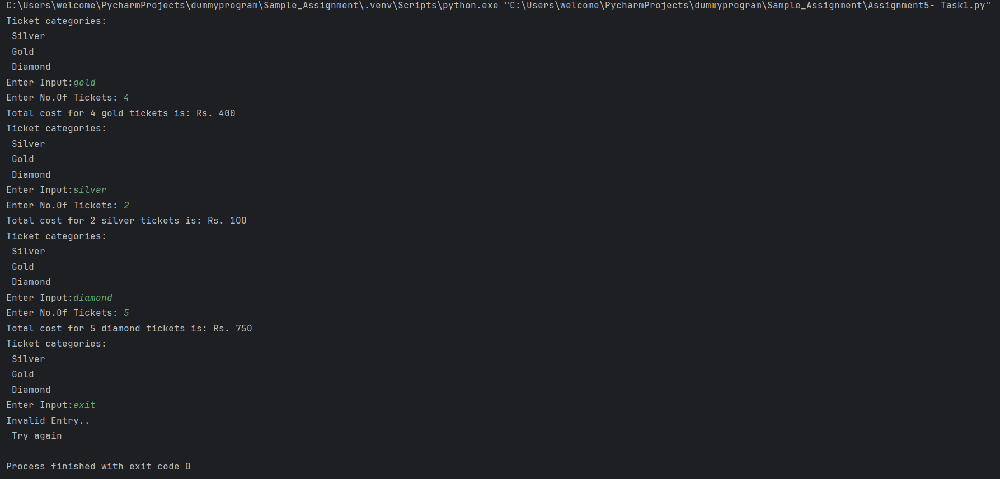 C:\Users\welcome\PycharmProjects\dummyprogram\Sample_Assignment\.venv\Scripts\python.exe "C:\Users\welcome\PycharmProjects\dummyprogram\Sample_Assignment\Assignment5- Task1.py"
Ticket categories:
 Silver
 Gold
 Diamond
Enter Input:gold
Enter No.Of Tickets: 4
Total cost for 4 gold tickets is: Rs. 400
Ticket categories:
 Silver
 Gold
 Diamond
Enter Input:silver
Enter No.Of Tickets: 2
Total cost for 2 silver tickets is: Rs. 100
Ticket categories:
 Silver
 Gold
 Diamond
Enter Input:diamond
Enter No.Of Tickets: 5
Total cost for 5 diamond tickets is: Rs. 750
Ticket categories:
 Silver
 Gold
 Diamond
Enter Input:exit
Invalid Entry..
 Try again
Process finished with exit code 0